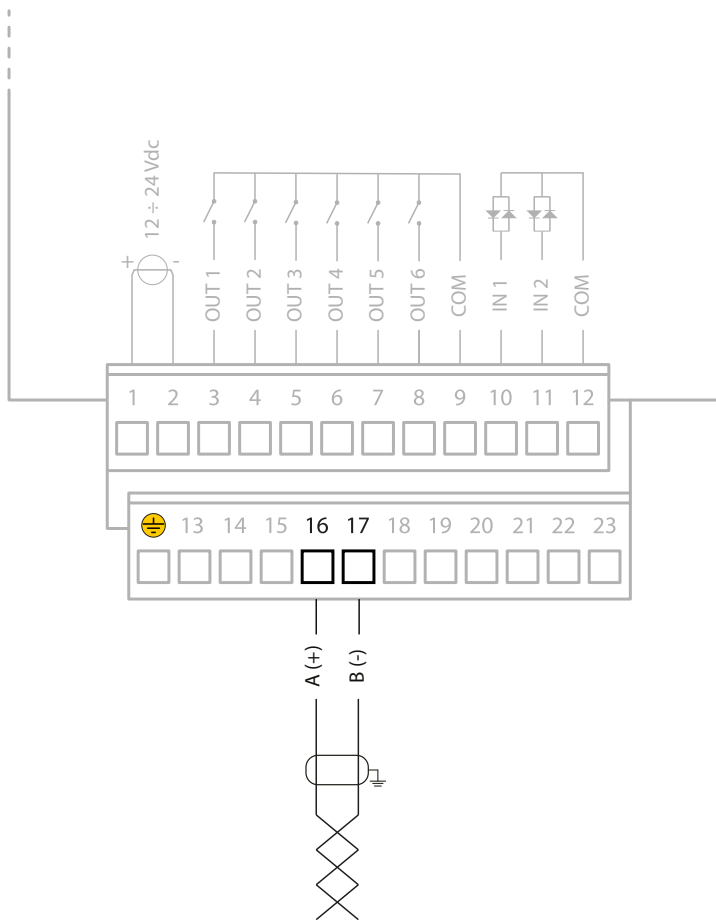 12 ÷ 24 Vdc
+ -
OUT 1 OUT 2 OUT 3 OUT 4 OUT 5 OUT 6 COM IN 1 IN 2 COM
1 2 3 4 5 6 7 8 9 10 11 12
13 14 15 16 17 18 19 20 21 22 23
A (+) B (-)